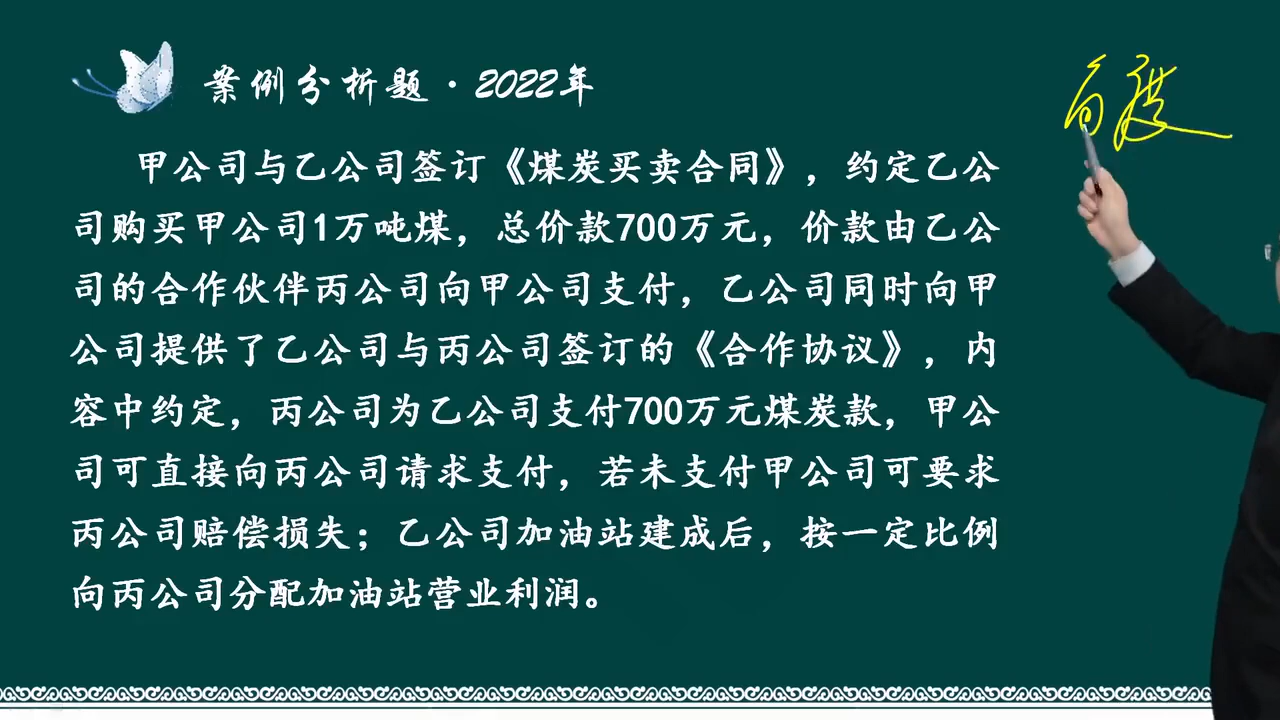 案例分析题·2022年
百度
甲公司与乙公司签订《煤炭买卖合同》，约定乙公
司购买甲公司1万吨煤，总价款700万元，价款由乙公
司的合作伙伴丙公司向甲公司支付，乙公司同时向甲
公司提供了乙公司与丙公司签订的《合作协议》，内
容中约定，丙公司为乙公司支付700万元煤炭款，甲公
司可直接向丙公司请求支付，若未支付甲公司可要求
丙公司赔偿损失；乙公司加油站建成后，按一定比例
向丙公司分配加油站营业利润。